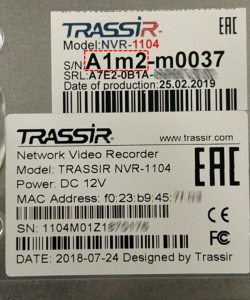 TRASSIR
Model:NVR-1104
S/N: A1m2-m0037
SRL:A7E2-0B1A-
Date of production:25.02.2019
EAC
TRASSIR
www.trassir.com
Network Video Recorder
Model: TRASSIR NVR-1104
Power: DC 12V
MAC Address: f0:23:b9:45:
SN: 1104M01Z1
DATE: 2018-07-24 Designed by Trassir
EAC
CE